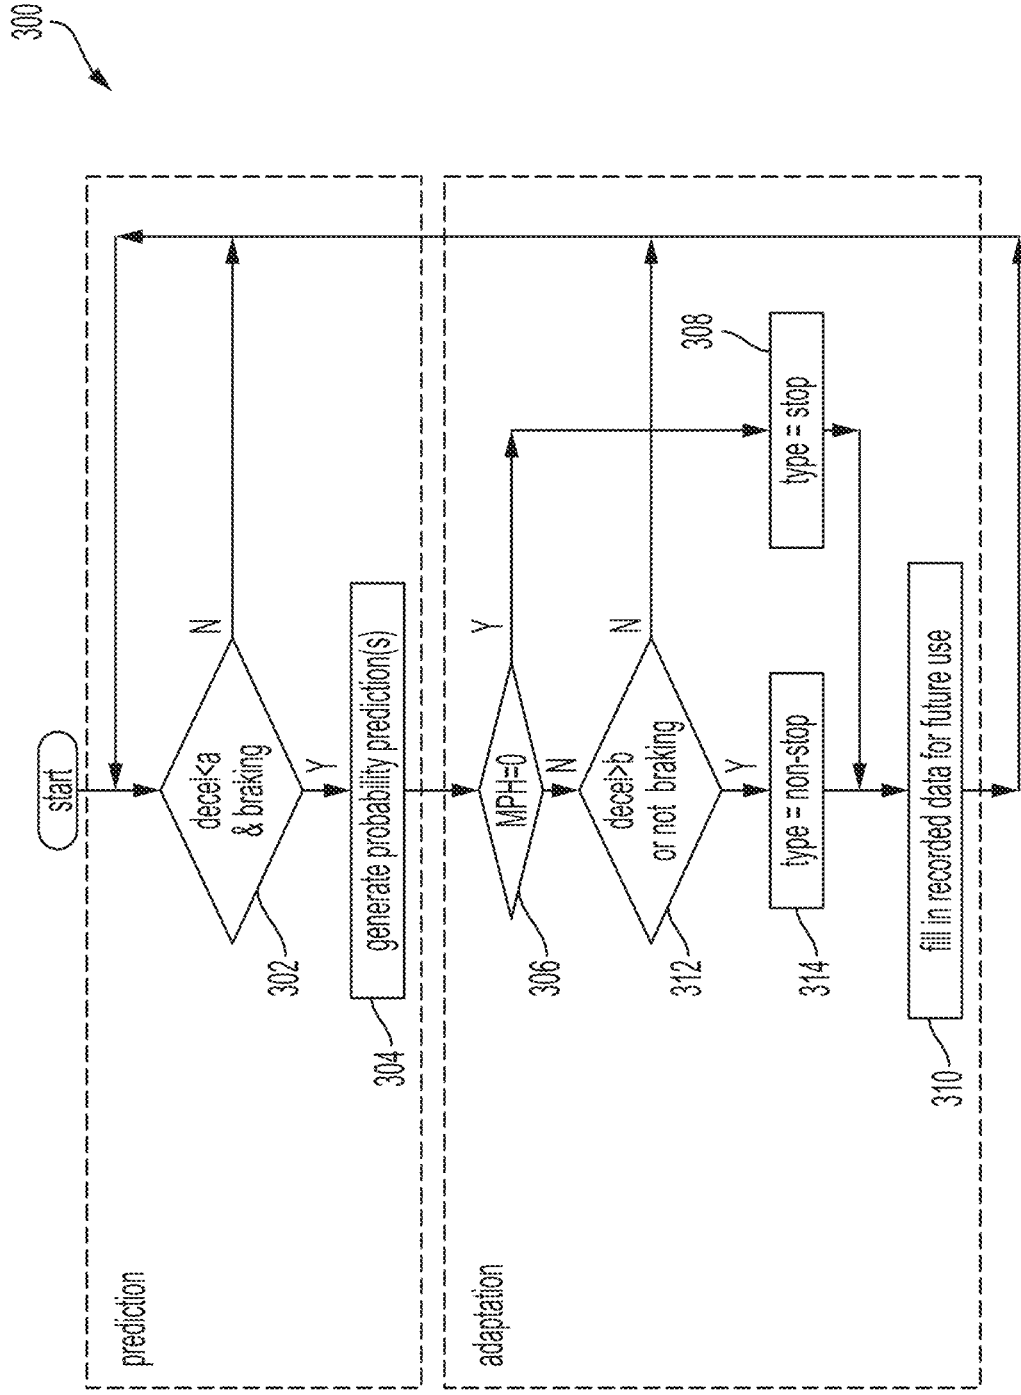 300
start
prediction
decel<a
& braking
N
Y
302
generate probability prediction(s)
304
adaptation
MPH=0
Y
N
306
decel>b
or not braking
N
Y
312
type = stop
308
type = non-stop
314
fill in recorded data for future use
310